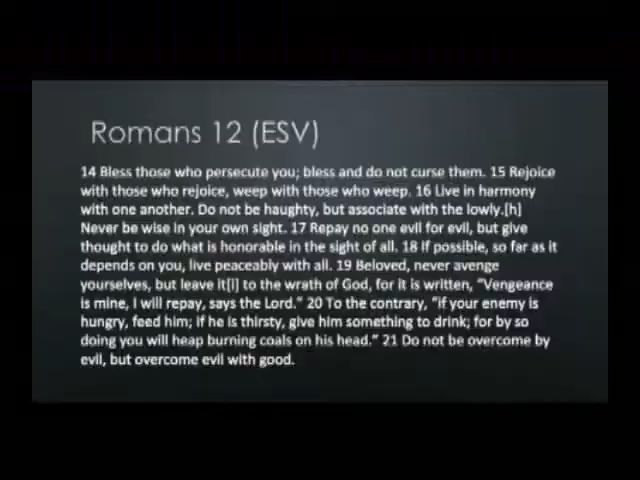 Romans 12 (ESV)
14 Bless those who persecute you; bless and do not curse them. 15 Rejoice
with those who rejoice, weep with those who weep. 16 Live in harmony
with one another. Do not be haughty, but associate with the lowly.[h]
Never be wise in your own sight. 17 Repay no one evil for evil, but give
thought to do what is honorable in the sight of all. 18 If possible, so far as it
depends on you, live peaceably with all. 19 Beloved, never avenge
yourselves, but leave it[i] to the wrath of God, for it is written, “Vengeance
is mine, I will repay, says the Lord.” 20 To the contrary, “if your enemy is
hungry, feed him; if he is thirsty, give him something to drink; for by so
doing you will heap burning coals on his head.” 21 Do not be overcome by
evil, but overcome evil with good.